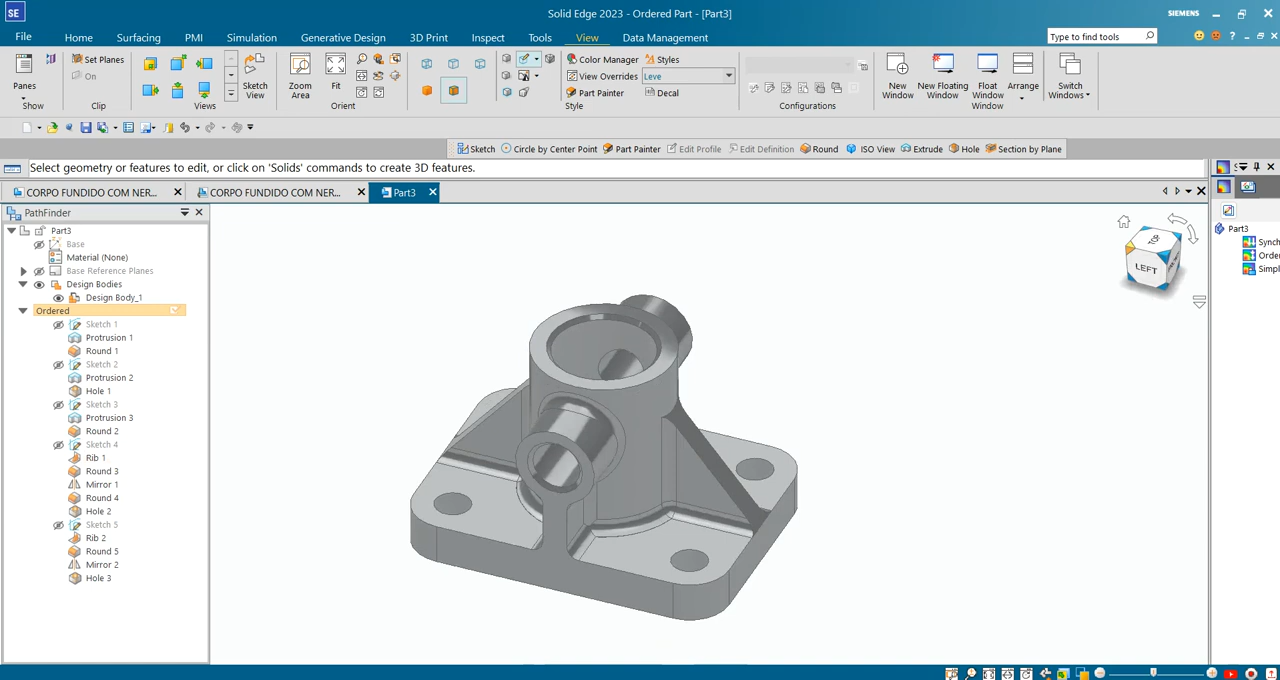 SE
Solid Edge 2023 - Ordered Part - [Part3]
SIEMENS
File
Home
Surfacing
PMI
Simulation
Generative Design
3D Print
Inspect
Tools
View
Data Management
Type to find tools
Panes
Show
Set Planes
On
Clip
Views
Sketch
View
Zoom
Area
Fit
Orient
Color Manager
Styles
View Overrides
Leve
Part Painter
Decal
Style
Configurations
New
Window
New Floating
Window
Float
Window
Arrange
Switch
Windows
Window
Sketch
Circle by Center Point
Part Painter
Edit Profile
Edit Definition
Round
ISO View
Extrude
Hole
Section by Plane
Select geometry or features to edit, or click on 'Solids' commands to create 3D features.
CORPO FUNDIDO COM NER...
CORPO FUNDIDO COM NER...
Part3
PathFinder
Part3
Base
Material (None)
Base Reference Planes
Design Bodies
Design Body_1
Ordered
Sketch 1
Protrusion 1
Round 1
Sketch 2
Protrusion 2
Hole 1
Sketch 3
Protrusion 3
Round 2
Sketch 4
Rib 1
Round 3
Mirror 1
Round 4
Hole 2
Sketch 5
Rib 2
Round 5
Mirror 2
Hole 3
TOP
LEFT
Part3
Synch
Orde
Simpl